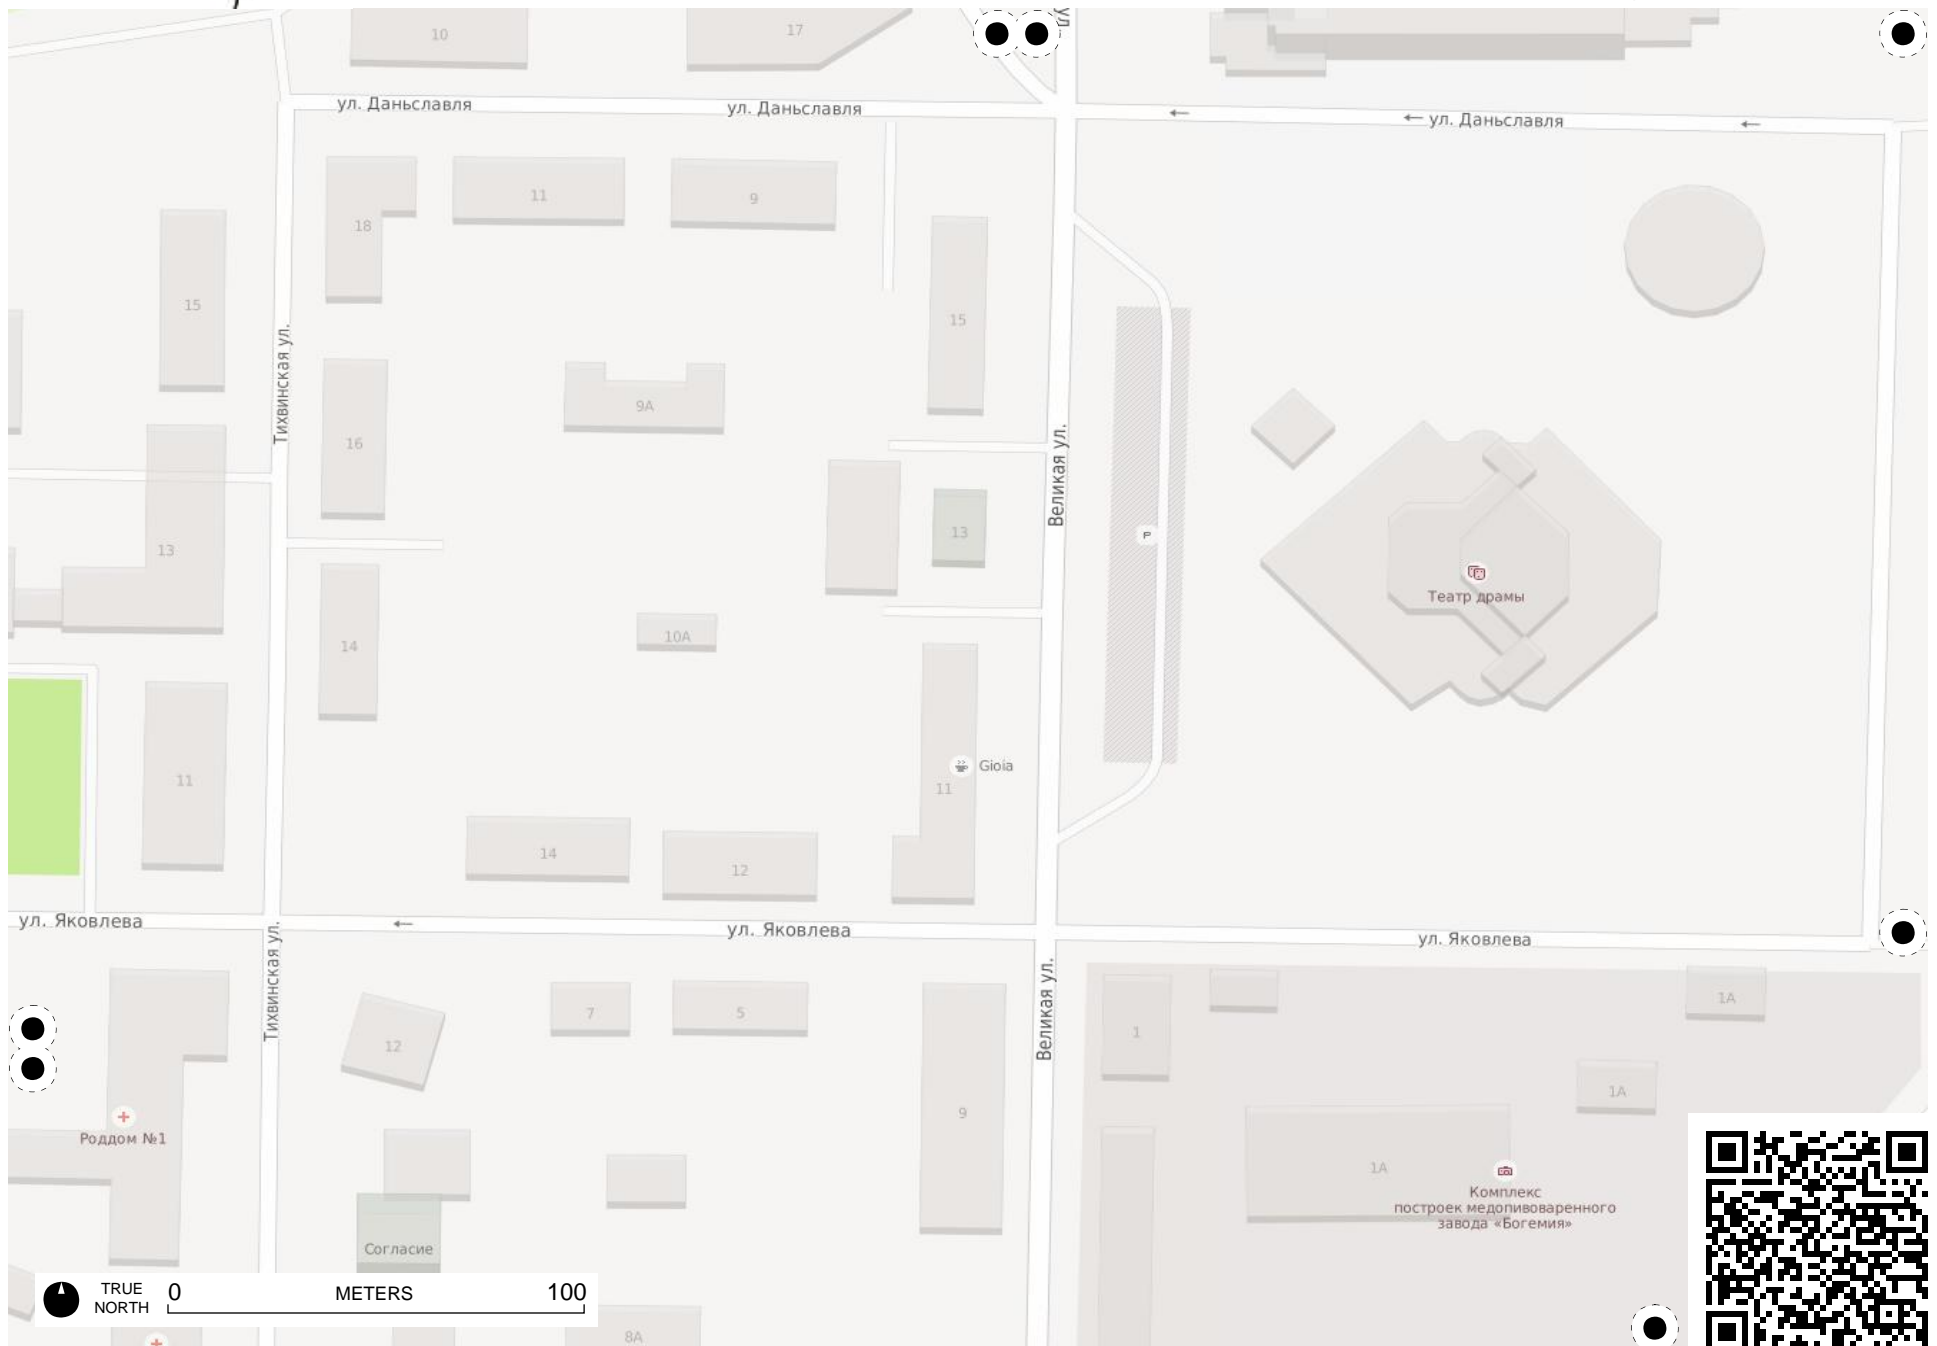 10
17
ул.
ул. Даньславля
ул. Даньславля
← ул. Даньславля
11
9
18
15
15
Тихвинская ул.
9А
16
Великая ул.
13
13
P
Театр драмы
10А
14
Gioia
11
11
14
12
ул. Яковлева
ул. Яковлева
ул. Яковлева
Тихвинская ул.
Великая ул.
1А
7
5
1
12
1А
9
Роддом №1
1А
Комплекс
построек медопивоваренного
завода «Богемия»
Согласие
TRUE
NORTH
0
METERS
100
8А